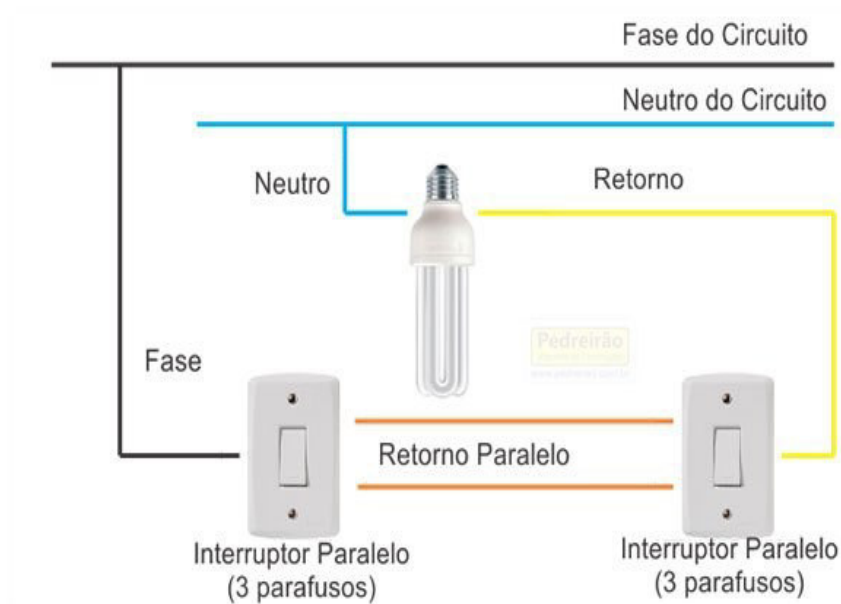 Fase do Circuito
Neutro do Circuito
Neutro
Retorno
Pedreirão
Fase
Retorno Paralelo
Interruptor Paralelo
(3 parafusos)
Interruptor Paralelo
(3 parafusos)